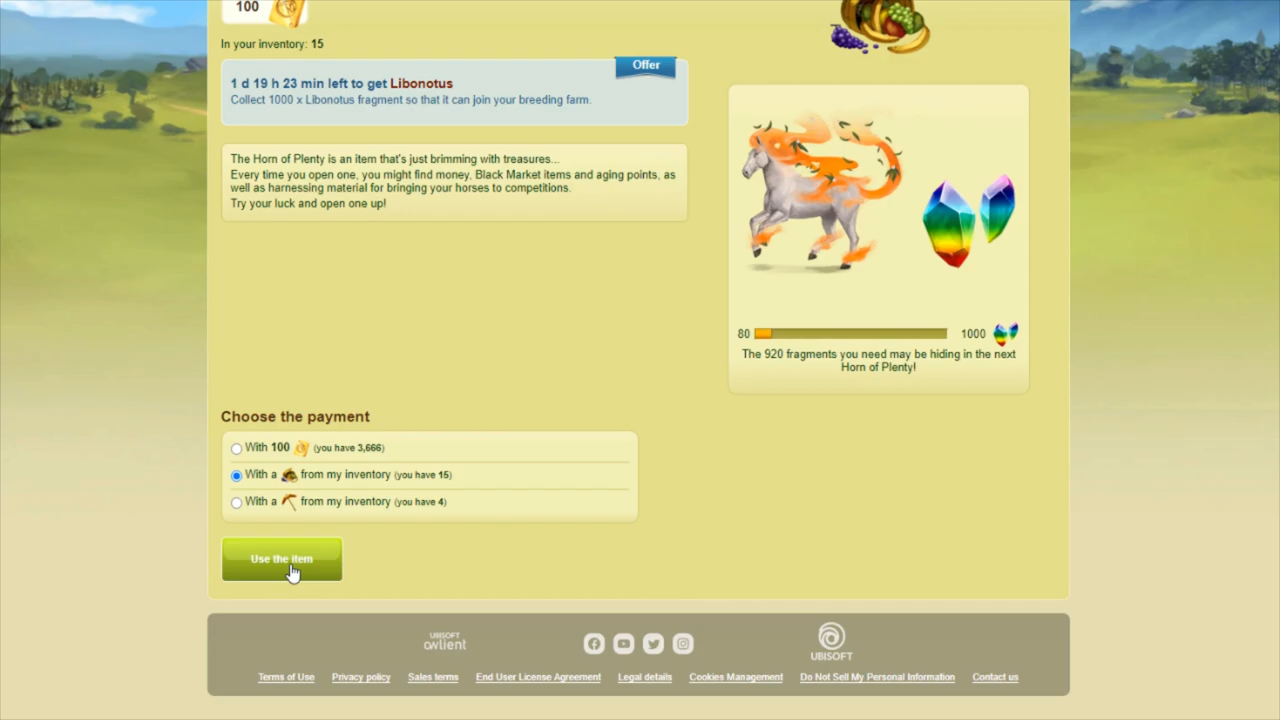 100
In your inventory: 15
Offer
1 d 19 h 23 min left to get Libonotus
Collect 1000 x Libonotus fragment so that it can join your breeding farm.
The Horn of Plenty is an item that's just brimming with treasures...
Every time you open one, you might find money, Black Market items and aging points, as
well as harnessing material for bringing your horses to competitions.
Try your luck and open one up!
80 1000
The 920 fragments you need may be hiding in the next
Horn of Plenty!
Choose the payment
With 100 (you have 3,666)
With a from my inventory (you have 15)
With a from my inventory (you have 4)
Use the item
UBISOFT
owlient
UBISOFT
Terms of Use Privacy policy Sales terms End User License Agreement Legal details Cookies Management Do Not Sell My Personal Information Contact us